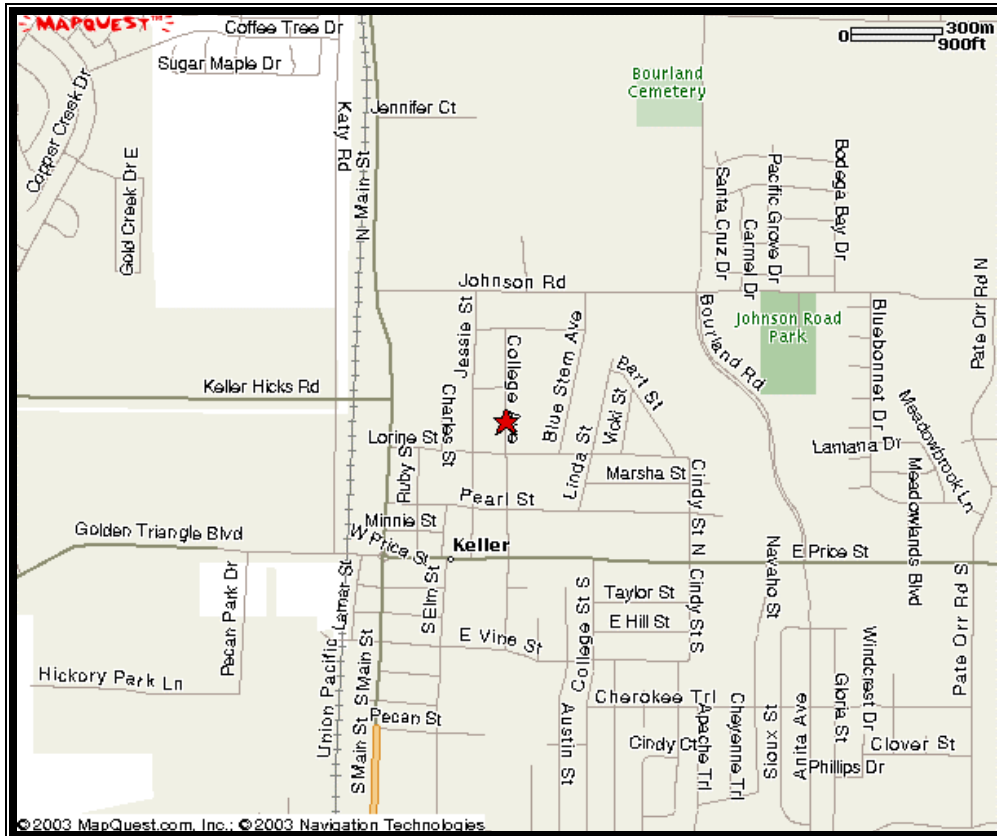 MAPQUEST™
Coffee Tree Dr
0
300m
900ft
Sugar Maple Dr
Bourland
Cemetery
Copper Creek Dr
Katy Rd
Jennifer Ct
N Main St
Gold Creek Dr E
Santa Cruz Dr
Carmel Dr
Pacific Grove Dr
Bodega Bay Dr
Pate Orr Rd N
Johnson Rd
Jessie St
College Ave
Blue Stem Ave
Bourland Rd
Johnson Road
Park
Bluebonnet Dr
Keller Hicks Rd
Charles St
Bart St
Vicki St
Linda St
Meadowbrook Ln
Lorine St
Lantana Dr
Ruby S
Marsha St
Cindy St N
Meadowlands Blvd
Pearl St
Minnie St
Golden Triangle Blvd
W Price St
Keller
E Price St
Navaho St
Pecan Park Dr
Lamar St
S Elm St
S College St
Taylor St
E Hill St
Cindy St S
Pate Orr Rd S
E Vine St
Hickory Park Ln
Union Pacific
S Main St
S Main St
Pecan St
Austin St
Cherokee Trl
Cindy Ct
Apache Trl
Cheyenne Trl
Sioux St
Anita Ave
Gloria St
Windcrest Dr
Clover St
Phillips Dr
©2003 MapQuest.com, Inc.; ©2003 Navigation Technologies